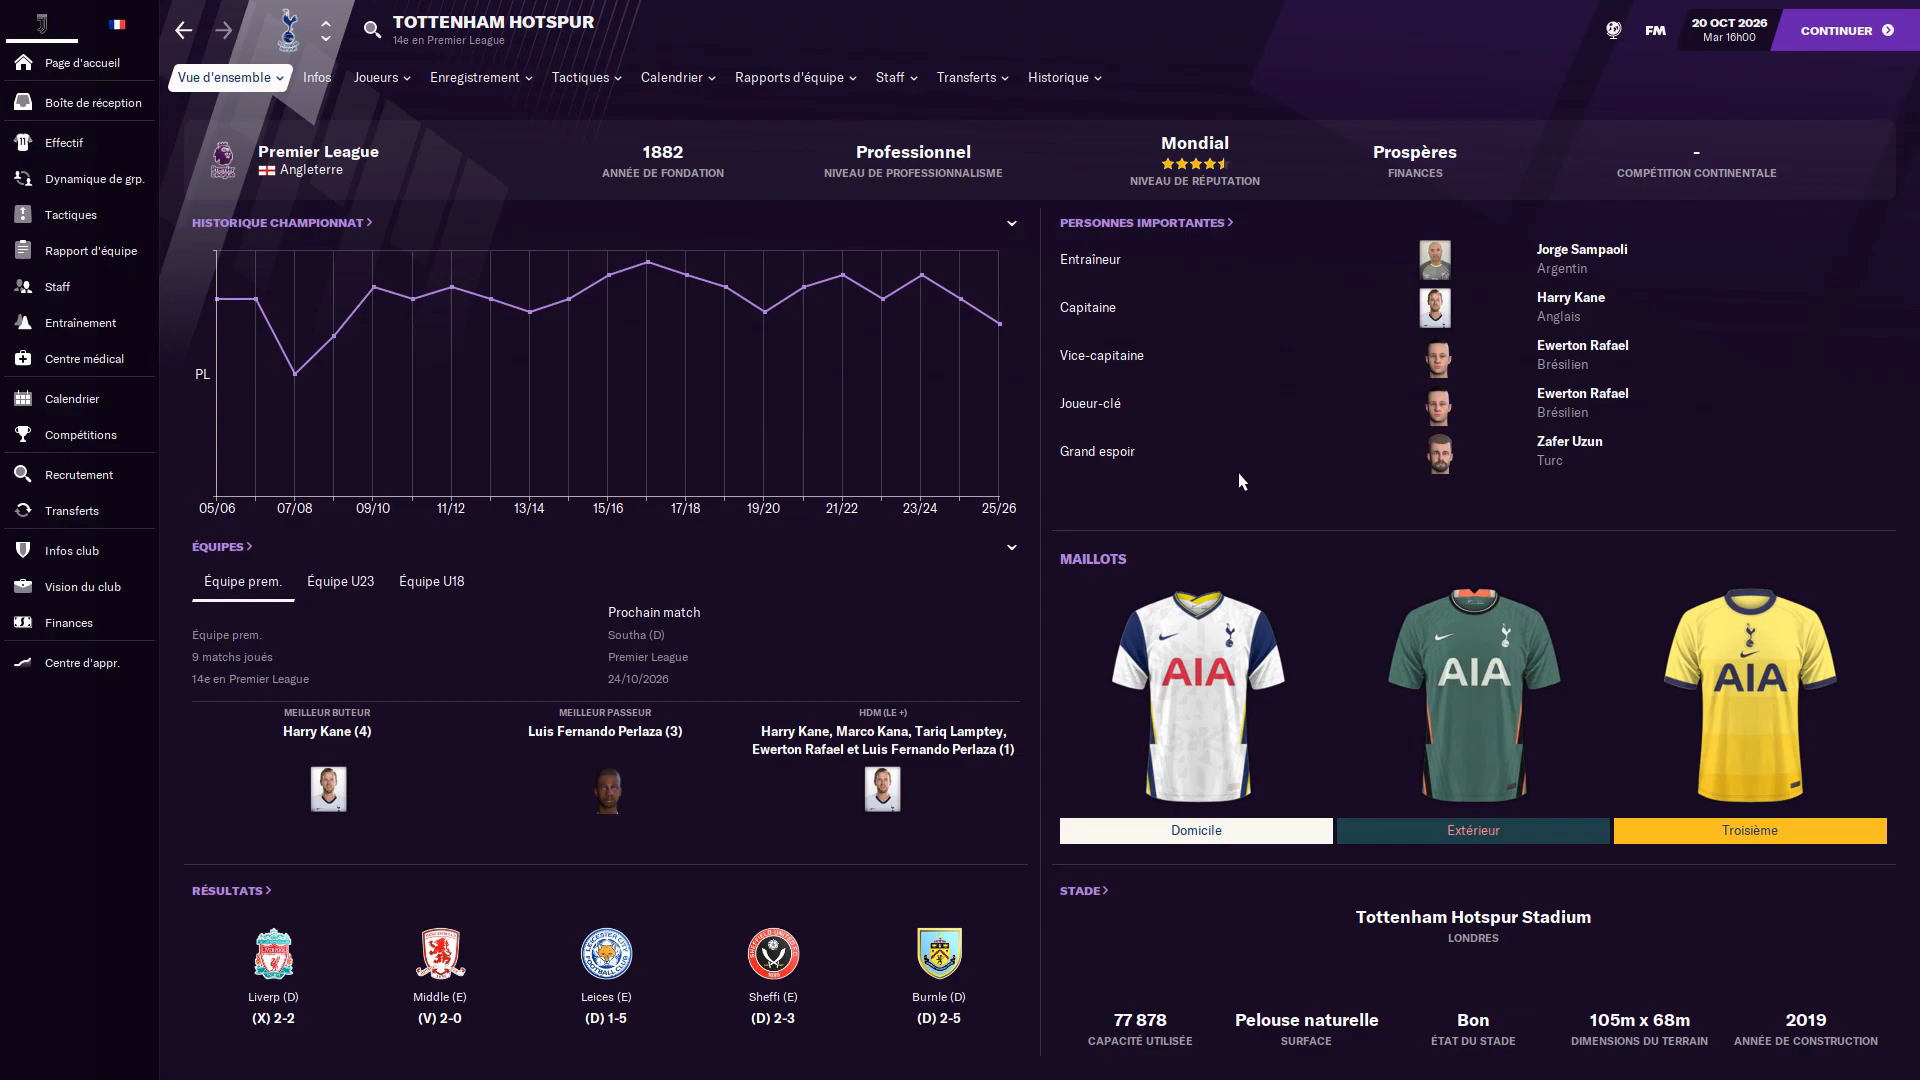 TOTTENHAM HOTSPUR
14e en Premier League
FM
20 OCT 2026
Mar 16h00
CONTINUER
Vue d'ensemble
Infos
Joueurs
Enregistrement
Tactiques
Calendrier
Rapports d'équipe
Staff
Transferts
Historique
Page d'accueil
Boîte de réception
Effectif
Dynamique de grp.
Tactiques
Rapport d'équipe
Staff
Entraînement
Centre médical
Calendrier
Compétitions
Recrutement
Transferts
Infos club
Vision du club
Finances
Centre d'appr.
Premier League
Angleterre
1882
ANNÉE DE FONDATION
Professionnel
NIVEAU DE PROFESSIONNALISME
Mondial
NIVEAU DE RÉPUTATION
Prospères
FINANCES
-
COMPÉTITION CONTINENTALE
HISTORIQUE CHAMPIONNAT
PL
05/06 07/08 09/10 11/12 13/14 15/16 17/18 19/20 21/22 23/24 25/26
ÉQUIPES
Équipe prem. Équipe U23 Équipe U18
Prochain match
Équipe prem. Southa (D)
9 matchs joués Premier League
14e en Premier League 24/10/2026
MEILLEUR BUTEUR
Harry Kane (4)
MEILLEUR PASSEUR
Luis Fernando Perlaza (3)
HDM (LE +)
Harry Kane, Marco Kana, Tariq Lamptey,
Ewerton Rafael et Luis Fernando Perlaza (1)
RÉSULTATS
Liverp (D)
(X) 2-2
Middle (E)
(V) 2-0
Leices (E)
(D) 1-5
Sheffi (E)
(D) 2-3
Burnle (D)
(D) 2-5
PERSONNES IMPORTANTES
Entraîneur
Jorge Sampaoli
Argentin
Capitaine
Harry Kane
Anglais
Vice-capitaine
Ewerton Rafael
Brésilien
Joueur-clé
Ewerton Rafael
Brésilien
Grand espoir
Zafer Uzun
Turc
MAILLOTS
AIA
AIA
AIA
Domicile
Extérieur
Troisième
STADE
Tottenham Hotspur Stadium
LONDRES
77 878
CAPACITÉ UTILISÉE
Pelouse naturelle
SURFACE
Bon
ÉTAT DU STADE
105m x 68m
DIMENSIONS DU TERRAIN
2019
ANNÉE DE CONSTRUCTION